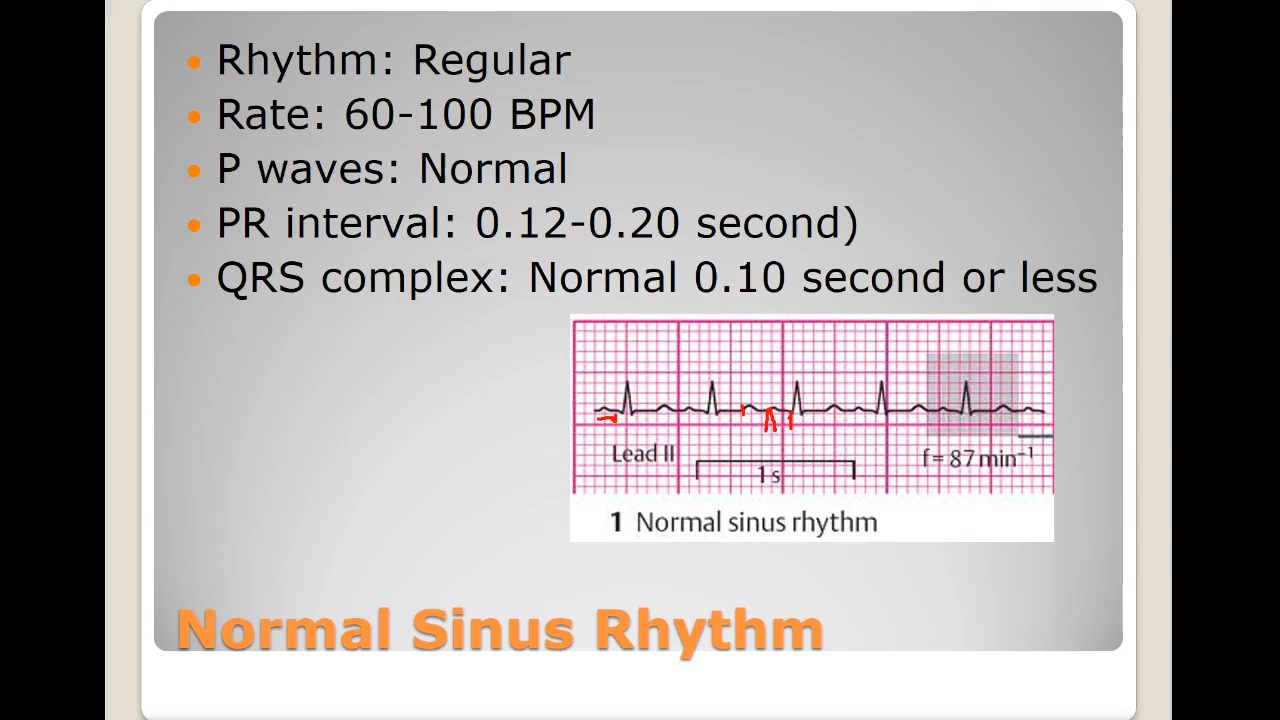 Rhythm: Regular
Rate: 60-100 BPM
P waves: Normal
PR interval: 0.12-0.20 second)
QRS complex: Normal 0.10 second or less
Lead II
1 s
f= 87 min⁻¹
1 Normal sinus rhythm
Normal Sinus Rhythm